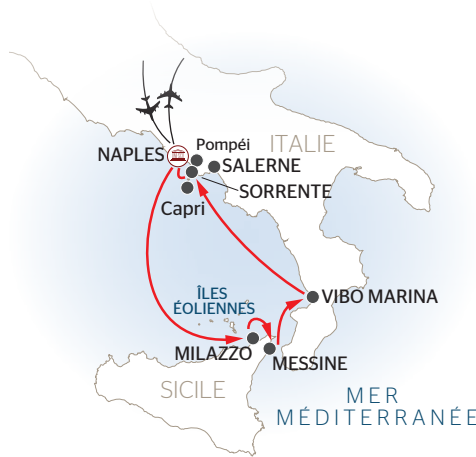 Pompéi
ITALIE
NAPLES
SALERNE
SORRENTE
Capri
ÎLES
ÉOLIENNES
VIBO MARINA
MILAZZO
MESSINE
SICILE
MER
MÉDITERRANÉE